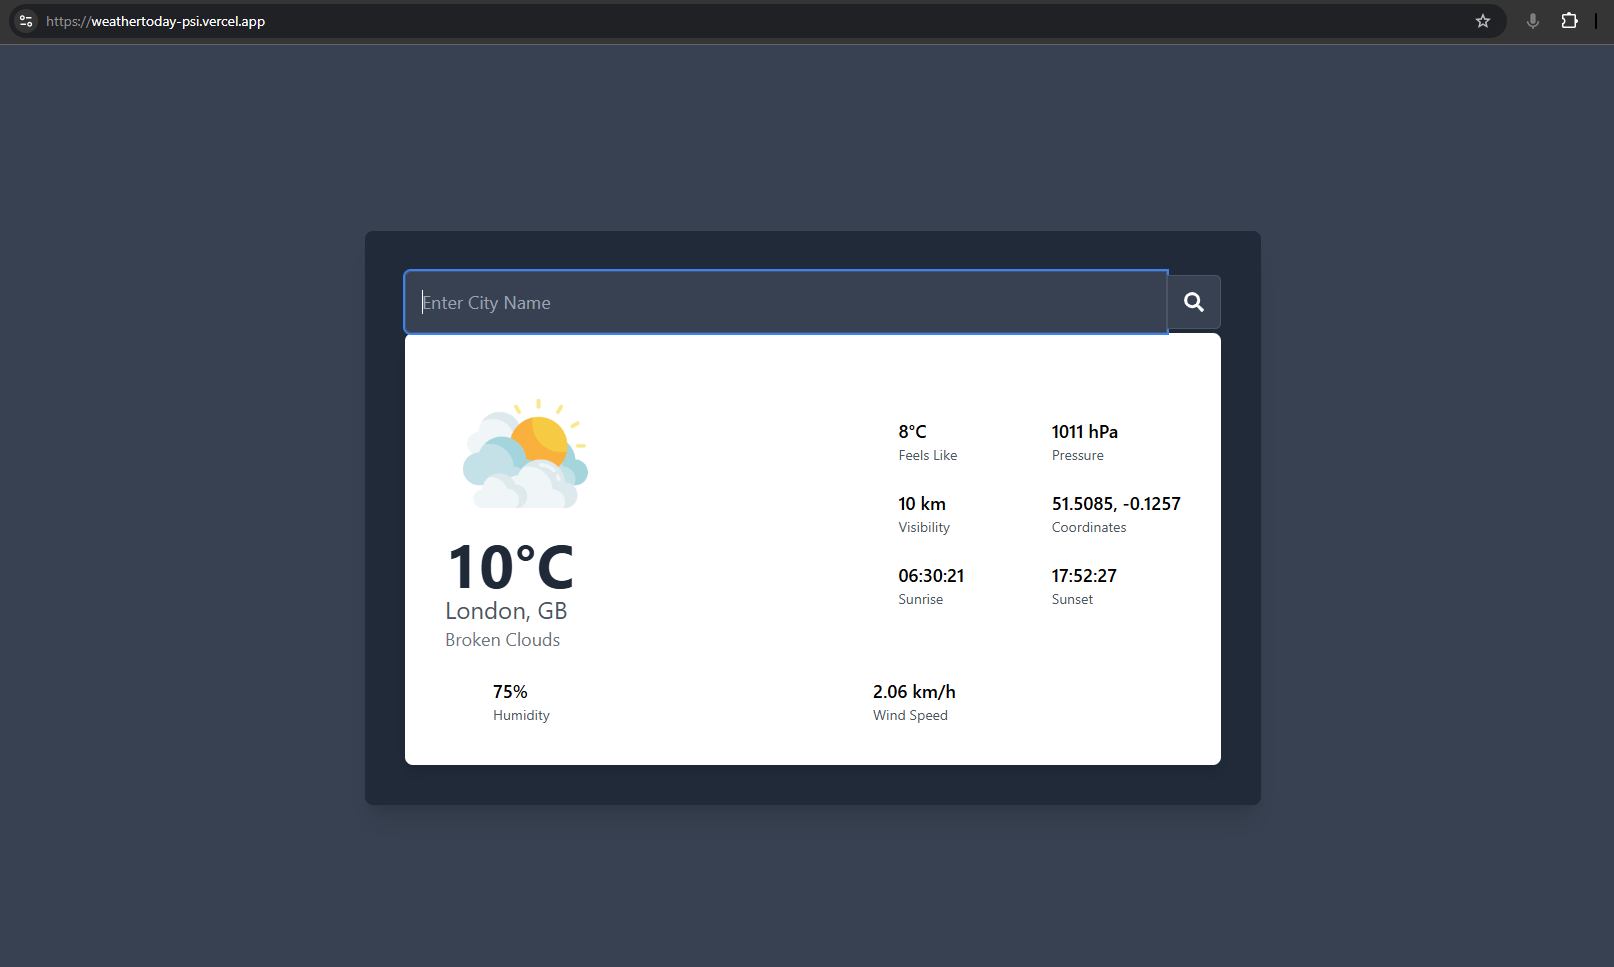 https://weathertoday-psi.vercel.app
Enter City Name
10°C
London, GB
Broken Clouds
8°C
Feels Like
1011 hPa
Pressure
10 km
Visibility
51.5085, -0.1257
Coordinates
06:30:21
Sunrise
17:52:27
Sunset
75%
Humidity
2.06 km/h
Wind Speed